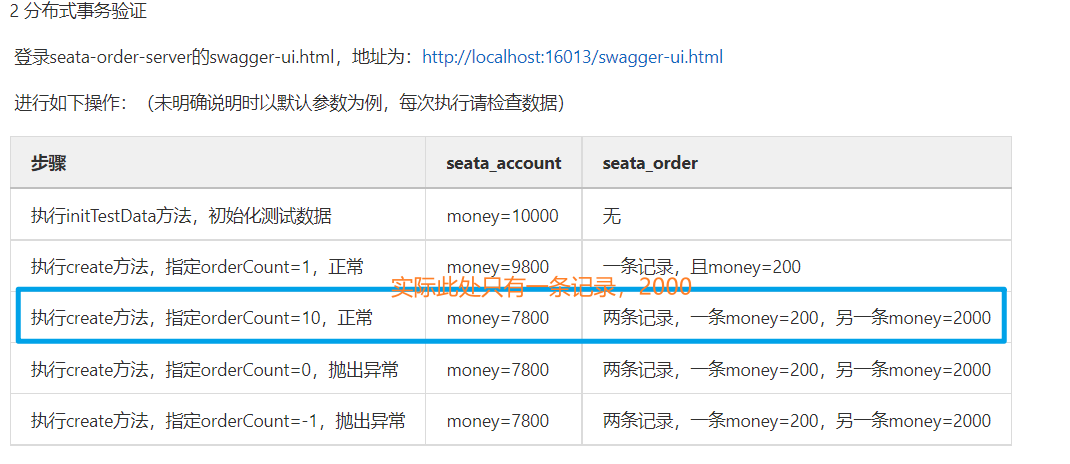 2 分布式事务验证
登录seata-order-server的swagger-ui.html，地址为：http://localhost:16013/swagger-ui.html
进行如下操作：（未明确说明时以默认参数为例，每次执行请检查数据）
步骤 seata_account seata_order
执行initTestData方法，初始化测试数据 money=10000 无
执行create方法，指定orderCount=1，正常 money=9800 一条记录，且money=200
实际此处只有一条记录，2000
执行create方法，指定orderCount=10，正常 money=7800 两条记录，一条money=200，另一条money=2000
执行create方法，指定orderCount=0，抛出异常 money=7800 两条记录，一条money=200，另一条money=2000
执行create方法，指定orderCount=-1，抛出异常 money=7800 两条记录，一条money=200，另一条money=2000